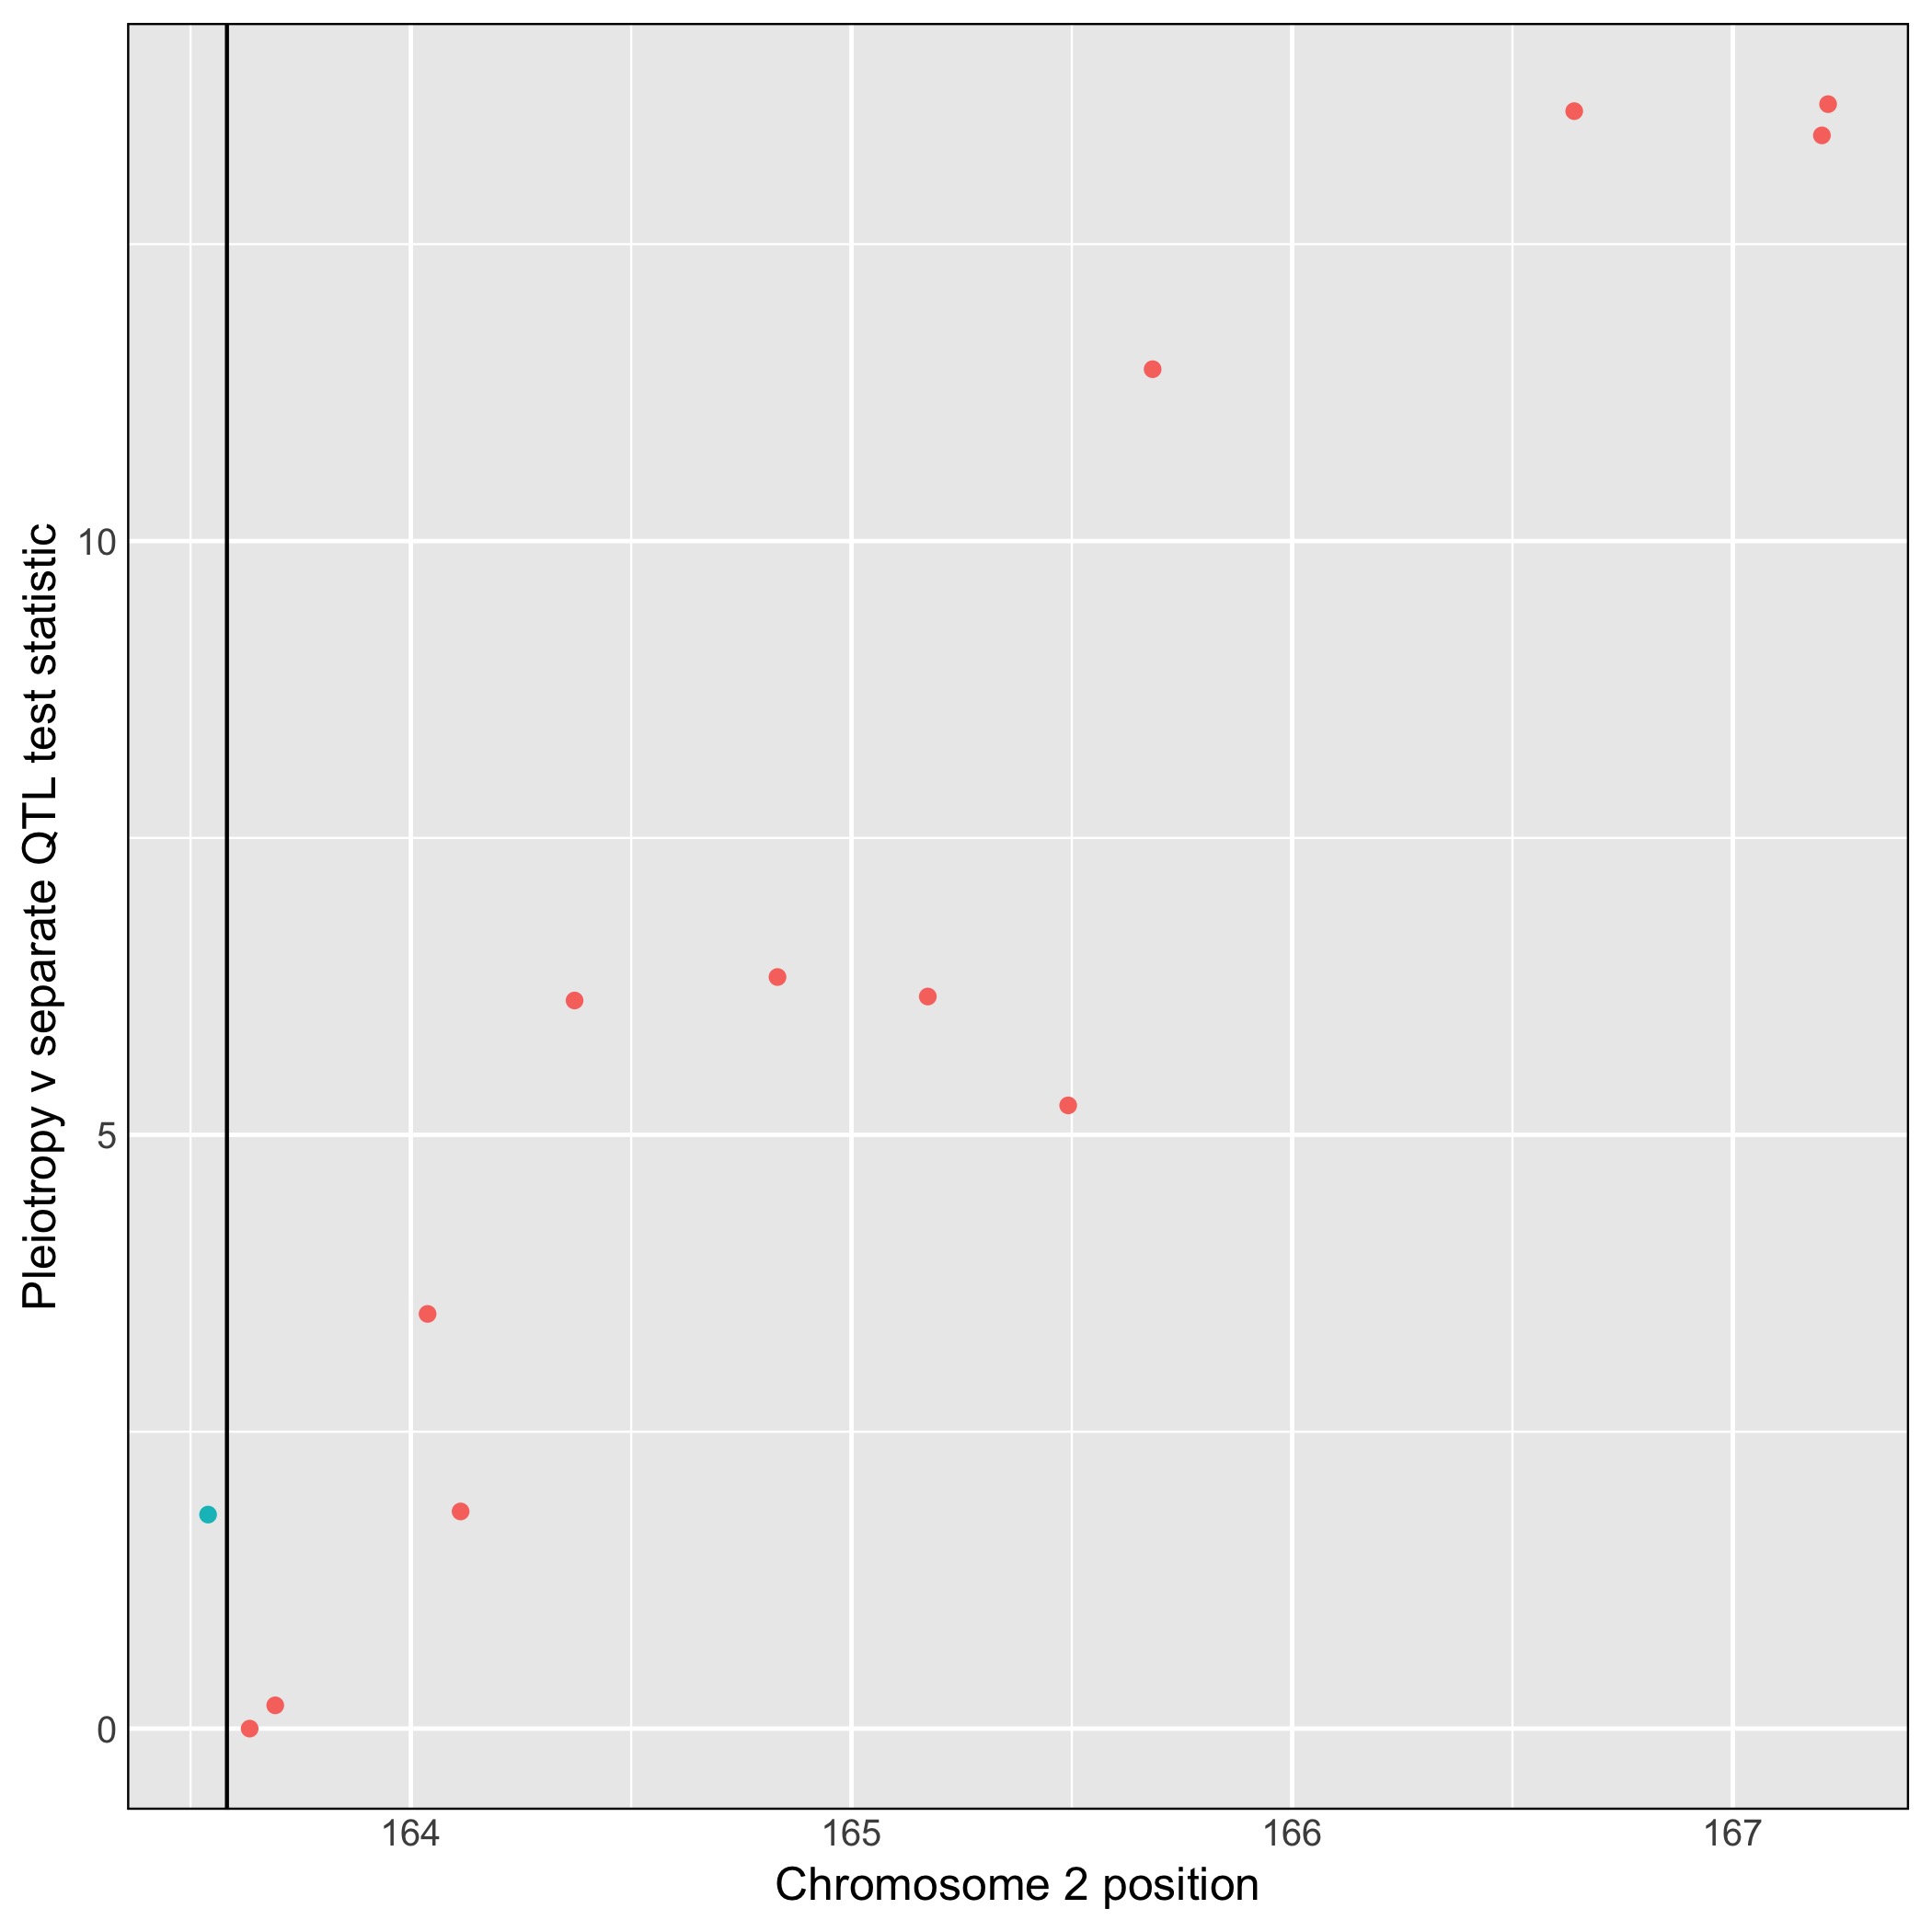 Pleiotropy v separate QTL test statistic
10
5
0
164 165 166 167
Chromosome 2 position